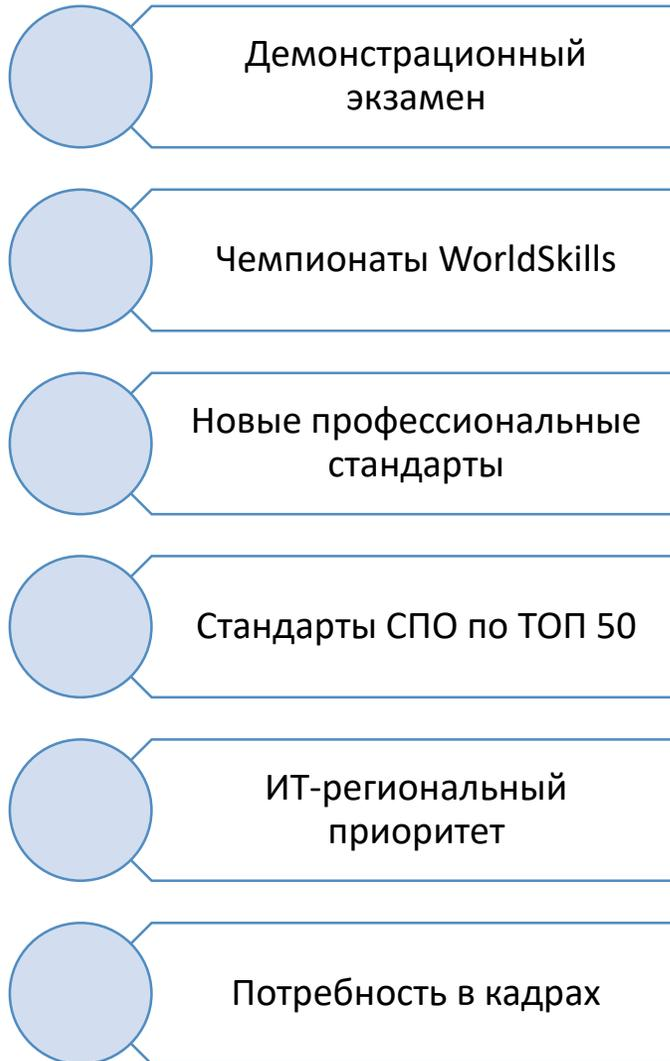 Демонстрационный
экзамен
Чемпионаты WorldSkills
Новые профессиональные
стандарты
Стандарты СПО по ТОП 50
ИТ-региональный
приоритет
Потребность в кадрах